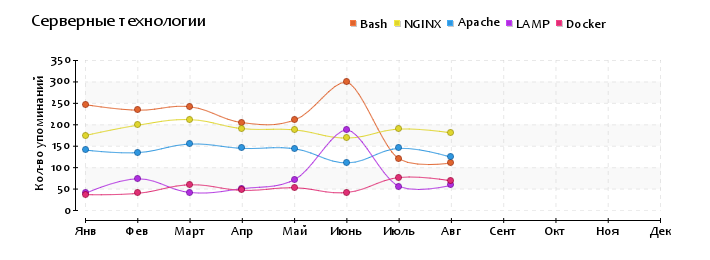 Серверные технологии
Bash NGINX Apache LAMP Docker
Кол-во упоминаний
350
300
250
200
150
100
50
0
Янв Фев Март Апр Май Июнь Июль Авг Сент Окт Ноя Дек